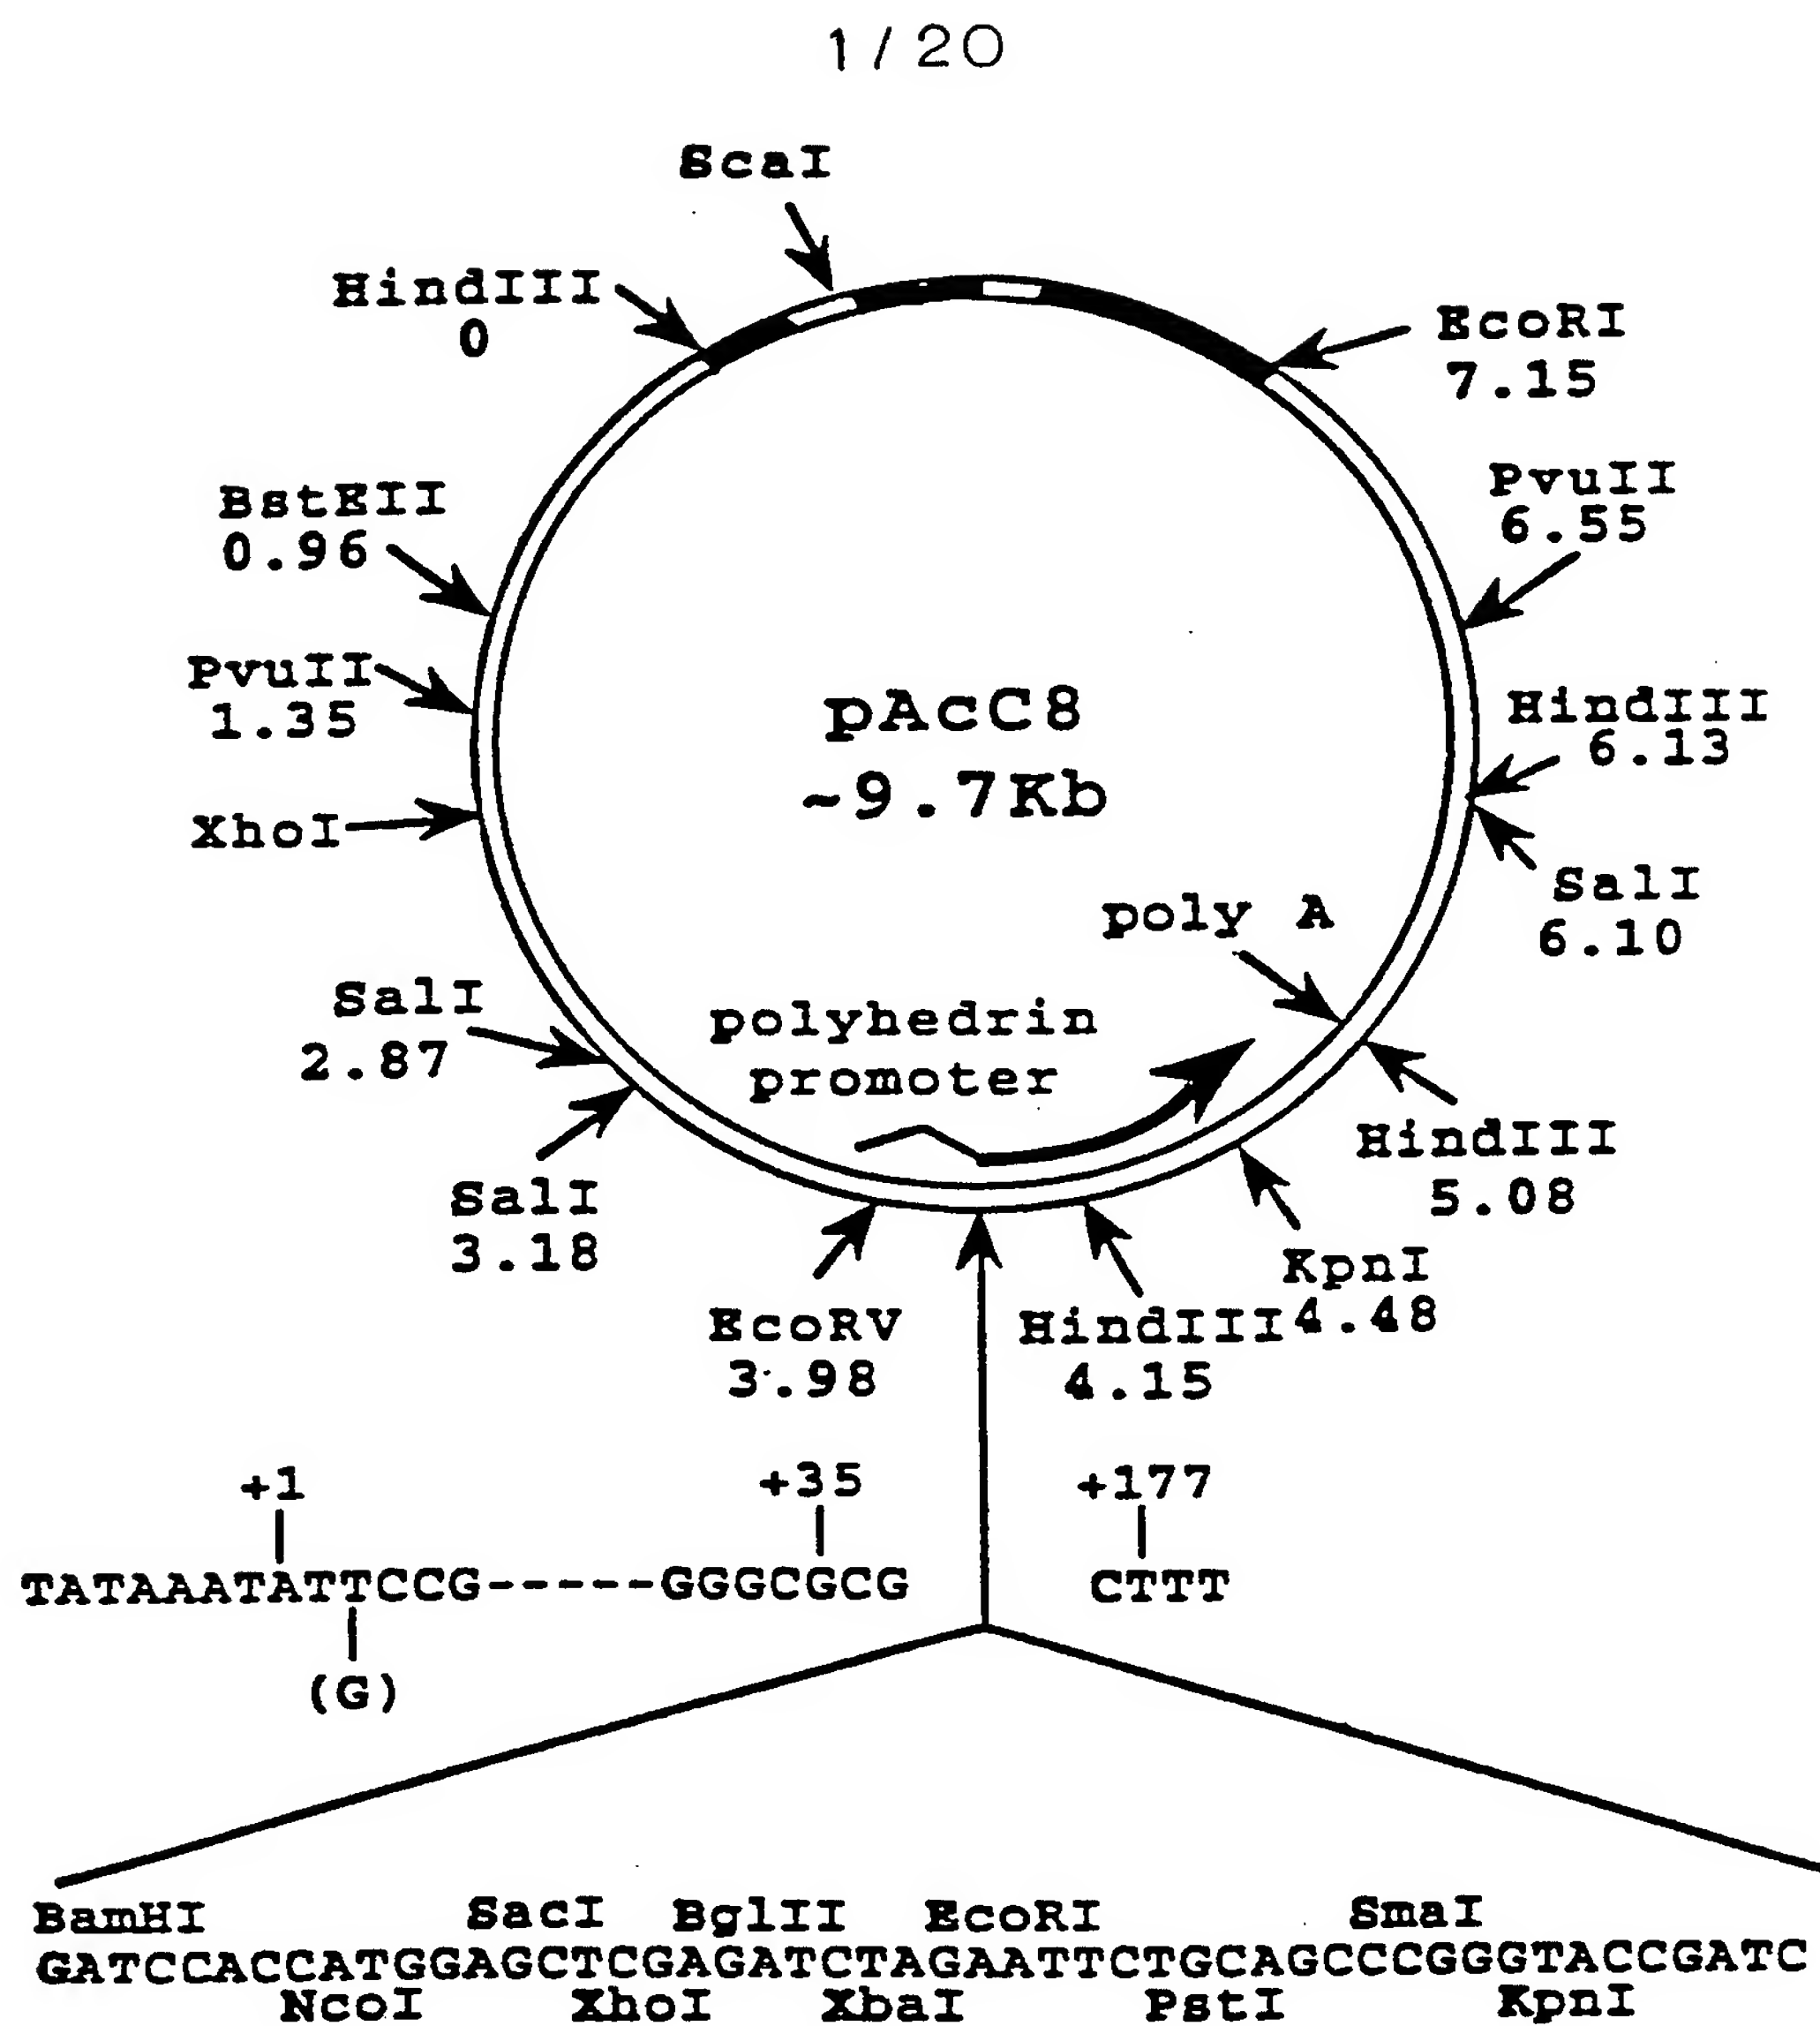 1/20
ScaI
HindIII
0
EcoRI
7.15
BstEII
0.96
PvuII
6.55
PvuII
1.35
pAcC8
~9.7Kb
HindIII
6.13
XhoI
SalI
6.10
poly A
SalI
2.87
polyhedrin
promoter
HindIII
5.08
SalI
3.18
KpnI
4.48
EcoRV
3.98
HindIII
4.15
+1
+35
+177
TATAAATATTCCG-----GGGCGCG
CTTT
(G)
BamHI SacI BglII EcoRI SmaI
GATCCACCATGGAGCTCGAGATCTAGAATTCTGCAGCCCGGGTACCGATC
NcoI XhoI XbaI PstI KpnI